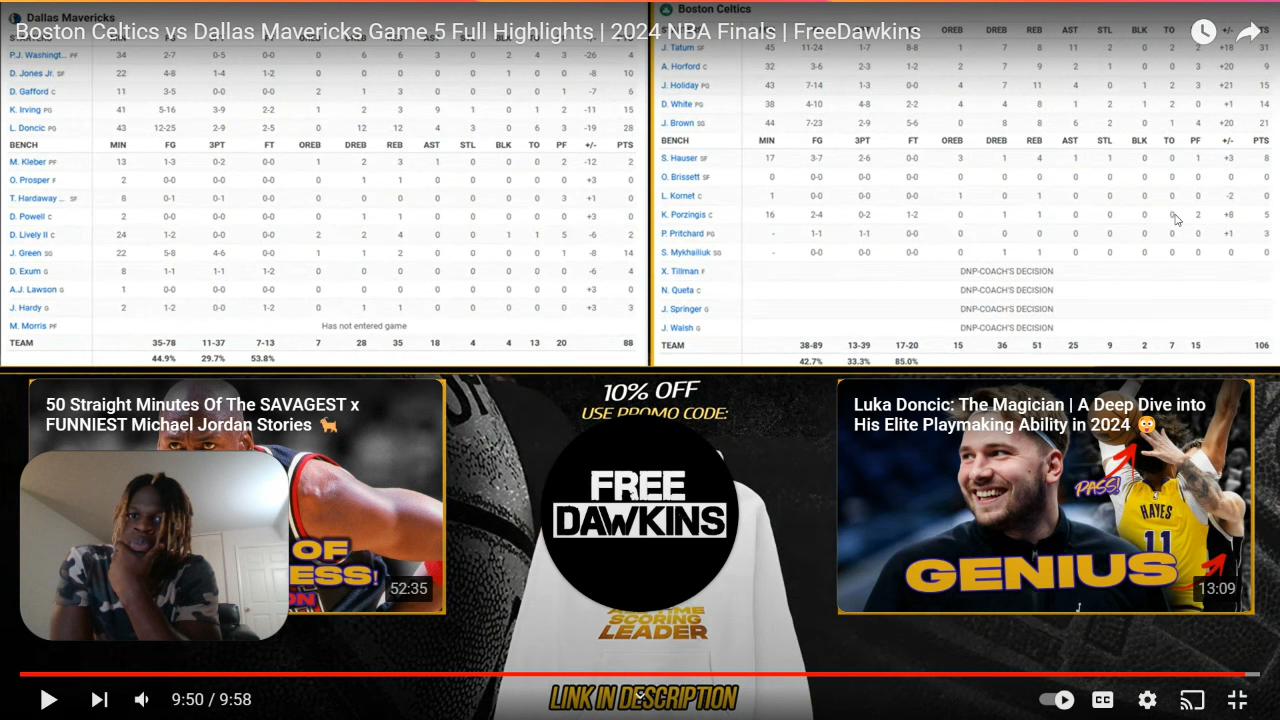 Dallas Mavericks
Boston Celtics vs Dallas Mavericks Game 5 Full Highlights | 2024 NBA Finals | FreeDawkins
P.J. Washingt... PF 34 2-7 0-5 0-0 0 6 6 3 0 2 4 3 -26 4
D. Jones Jr. SF 22 4-8 1-4 1-2 0 0 0 0 0 0 0 0 -8 10
D. Gafford C 11 3-5 0-0 0-0 2 1 3 0 0 0 0 1 -7 6
K. Irving PG 41 5-16 3-9 2-2 1 2 3 9 1 0 1 2 -11 15
L. Doncic PG 43 12-25 2-9 2-5 0 12 12 4 3 0 6 3 -19 28
BENCH MIN FG 3PT FT OREB DREB REB AST STL BLK TO PF +/- PTS
M. Kleber PF 13 1-3 0-2 0-0 1 2 3 1 0 0 0 2 -12 2
O. Prosper F 2 0-0 0-0 0-0 0 1 1 0 0 0 0 0 +3 0
T. Hardaway ... SF 8 0-1 0-1 0-0 0 0 0 0 0 0 0 3 +1 0
D. Powell C 2 0-0 0-0 0-0 0 1 1 0 0 0 0 0 +3 0
D. Lively II C 24 1-2 0-0 0-0 2 2 4 0 0 1 1 5 -6 2
J. Green SG 22 5-8 4-6 0-0 1 1 2 0 0 0 0 1 -8 14
D. Exum G 8 1-1 1-1 1-2 0 0 0 0 0 0 0 0 -6 4
A.J. Lawson G 1 0-0 0-0 0-0 0 0 0 0 0 0 0 0 +3 0
J. Hardy G 2 1-2 0-0 1-2 0 1 1 0 0 0 0 0 +3 3
M. Morris PF Has not entered game
TEAM 35-78 11-37 7-13 7 28 35 18 4 4 13 20 88
44.9% 29.7% 53.8%
Boston Celtics
OREB DREB REB AST STL BLK TO PF +/- PTS
J. Tatum SF 45 11-24 1-7 8-8 1 7 8 11 2 0 2 2 +18 31
A. Horford C 32 3-6 2-3 1-2 2 7 9 2 1 0 0 3 +20 9
J. Holiday PG 43 7-14 1-3 0-0 4 7 11 4 0 1 2 3 +21 15
D. White PG 38 4-10 4-8 2-2 4 4 8 1 2 1 2 0 +1 14
J. Brown SG 44 7-23 2-9 5-6 0 8 8 6 2 0 1 4 +20 21
BENCH MIN FG 3PT FT OREB DREB REB AST STL BLK TO PF +/- PTS
S. Hauser SF 17 3-7 2-6 0-0 3 1 4 1 1 0 0 1 +3 8
O. Brissett SF 0 0-0 0-0 0-0 0 0 0 0 0 0 0 0 0 0
L. Kornet C 1 0-0 0-0 0-0 1 0 1 0 0 0 0 0 -2 0
K. Porzingis C 16 2-4 0-2 1-2 0 1 1 0 0 0 0 2 +8 5
P. Pritchard PG - 1-1 1-1 0-0 0 0 0 0 0 0 0 0 +1 3
S. Mykhailiuk SG - 0-0 0-0 0-0 0 1 1 0 0 0 0 0 0 0
X. Tillman F DNP-COACH'S DECISION
N. Queta C DNP-COACH'S DECISION
J. Springer G DNP-COACH'S DECISION
J. Walsh G DNP-COACH'S DECISION
TEAM 38-89 13-39 17-20 15 36 51 25 9 2 7 15 106
42.7% 33.3% 85.0%
50 Straight Minutes Of The SAVAGEST x
FUNNIEST Michael Jordan Stories 🐐
OF
ESS!
ON
52:35
10% OFF
USE PROMO CODE:
FREE
DAWKINS
SCORING
LEADER
Luka Doncic: The Magician | A Deep Dive into
His Elite Playmaking Ability in 2024 😳
PASS!
HAYES
11
GENIUS
13:09
9:50 / 9:58
LINK IN DESCRIPTION
CC